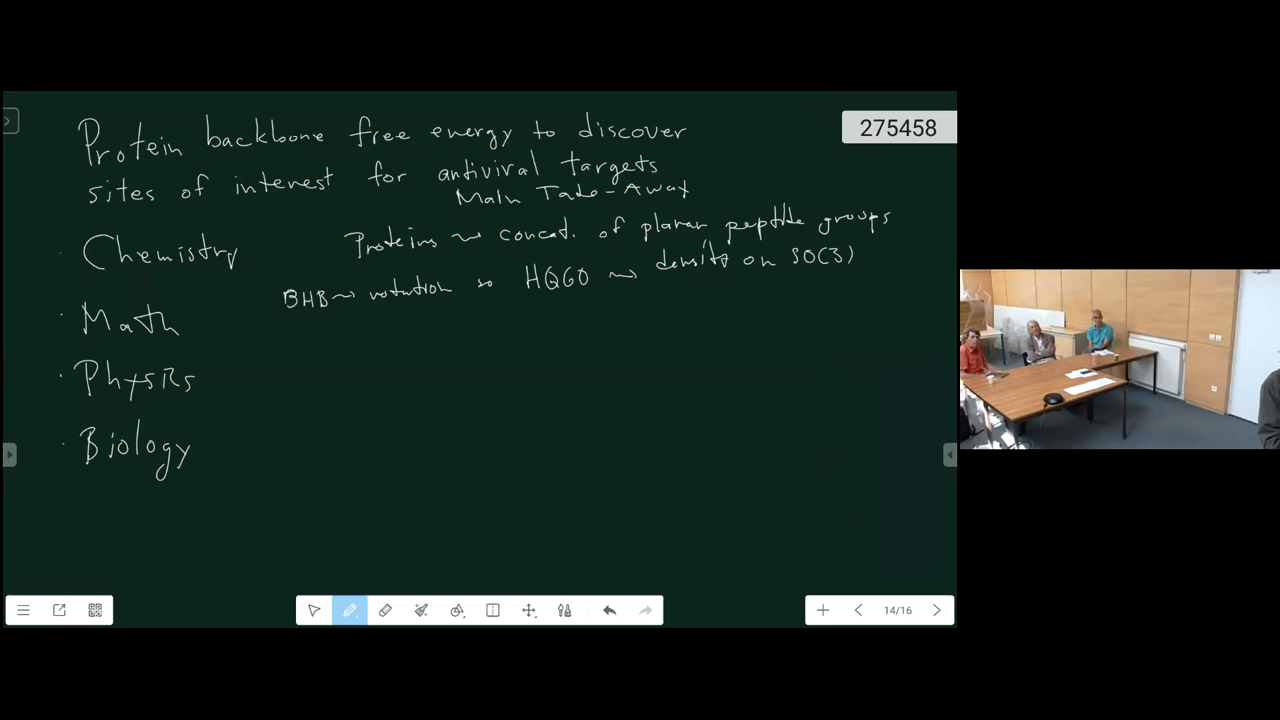 Protein backbone free energy to discover
sites of interest for antiviral targets
Main Take-Away
275458
· Chemistry
Proteins ⇝ concat. of planar peptide groups
BHB ⇝ rotation so HQ60 ⇝ density on SO(3)
· Math
· Physics
· Biology
14/16